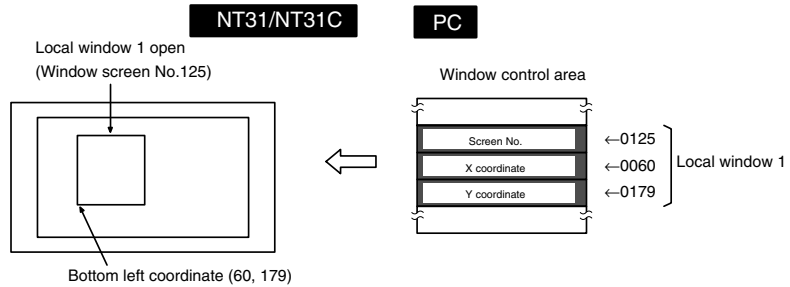 NT31/NT31C
PC
Local window 1 open
(Window screen No.125)
Window control area
Screen No.
←0125
X coordinate
←0060
Local window 1
Y coordinate
←0179
Bottom left coordinate (60, 179)